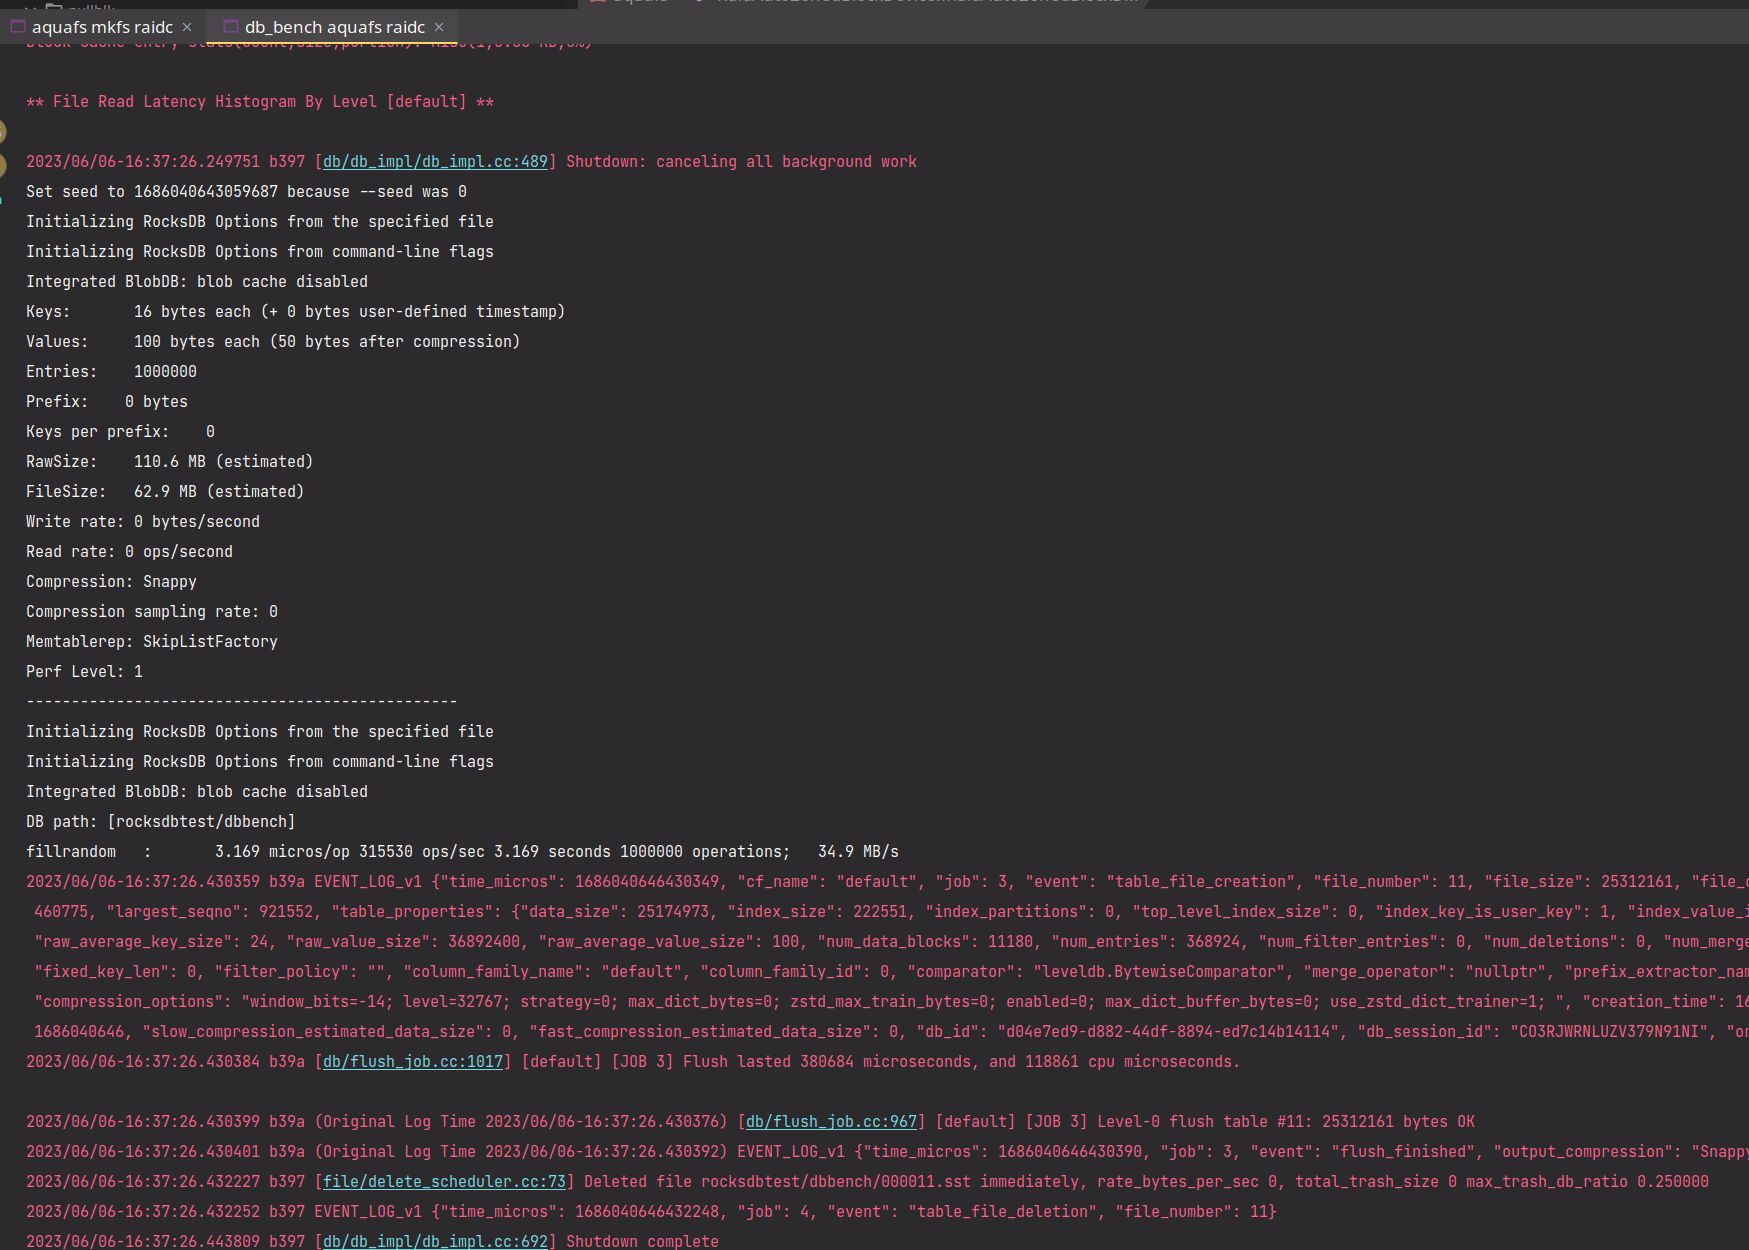 aquafs mkfs raidc ×
db_bench aquafs raidc ×
** File Read Latency Histogram By Level [default] **
2023/06/06-16:37:26.249751 b397 [db/db_impl/db_impl.cc:489] Shutdown: canceling all background work
Set seed to 1686040643059687 because --seed was 0
Initializing RocksDB Options from the specified file
Initializing RocksDB Options from command-line flags
Integrated BlobDB: blob cache disabled
Keys:       16 bytes each (+ 0 bytes user-defined timestamp)
Values:     100 bytes each (50 bytes after compression)
Entries:    1000000
Prefix:    0 bytes
Keys per prefix:    0
RawSize:    110.6 MB (estimated)
FileSize:   62.9 MB (estimated)
Write rate: 0 bytes/second
Read rate: 0 ops/second
Compression: Snappy
Compression sampling rate: 0
Memtablerep: SkipListFactory
Perf Level: 1
------------------------------------------------
Initializing RocksDB Options from the specified file
Initializing RocksDB Options from command-line flags
Integrated BlobDB: blob cache disabled
DB path: [rocksdbtest/dbbench]
fillrandom   :       3.169 micros/op 315530 ops/sec 3.169 seconds 1000000 operations;   34.9 MB/s
2023/06/06-16:37:26.430359 b39a EVENT_LOG_v1 {"time_micros": 1686040646430349, "cf_name": "default", "job": 3, "event": "table_file_creation", "file_number": 11, "file_size": 25312161,
460775, "largest_seqno": 921552, "table_properties": {"data_size": 25174973, "index_size": 222551, "index_partitions": 0, "top_level_index_size": 0, "index_key_is_user_key": 1,
"raw_average_key_size": 24, "raw_value_size": 36892400, "raw_average_value_size": 100, "num_data_blocks": 11180, "num_entries": 368924, "num_filter_entries": 0, "num_deletions": 0, "num_merge
"fixed_key_len": 0, "filter_policy": "", "column_family_name": "default", "column_family_id": 0, "comparator": "leveldb.BytewiseComparator", "merge_operator": "nullptr",
"compression_options": "window_bits=-14; level=32767; strategy=0; max_dict_bytes=0; zstd_max_train_bytes=0; enabled=0; max_dict_buffer_bytes=0; use_zstd_dict_trainer=1; ", "creation_time": 16
1686040646, "slow_compression_estimated_data_size": 0, "fast_compression_estimated_data_size": 0, "db_id": "d04e7ed9-d882-44df-8894-ed7c14b14114", "db_session_id": "CO3RJWRNLUZV379N91NI",
2023/06/06-16:37:26.430384 b39a [db/flush_job.cc:1017] [default] [JOB 3] Flush lasted 380684 microseconds, and 118861 cpu microseconds.
2023/06/06-16:37:26.430399 b39a (Original Log Time 2023/06/06-16:37:26.430376) [db/flush_job.cc:967] [default] [JOB 3] Level-0 flush table #11: 25312161 bytes OK
2023/06/06-16:37:26.430401 b39a (Original Log Time 2023/06/06-16:37:26.430392) EVENT_LOG_v1 {"time_micros": 1686040646430390, "job": 3, "event": "flush_finished", "output_compression": "Snappy
2023/06/06-16:37:26.432227 b397 [file/delete_scheduler.cc:73] Deleted file rocksdbtest/dbbench/000011.sst immediately, rate_bytes_per_sec 0, total_trash_size 0 max_trash_db_ratio 0.250000
2023/06/06-16:37:26.432252 b397 EVENT_LOG_v1 {"time_micros": 1686040646432248, "job": 4, "event": "table_file_deletion", "file_number": 11}
2023/06/06-16:37:26.443809 b397 [db/db_impl/db_impl.cc:692] Shutdown complete